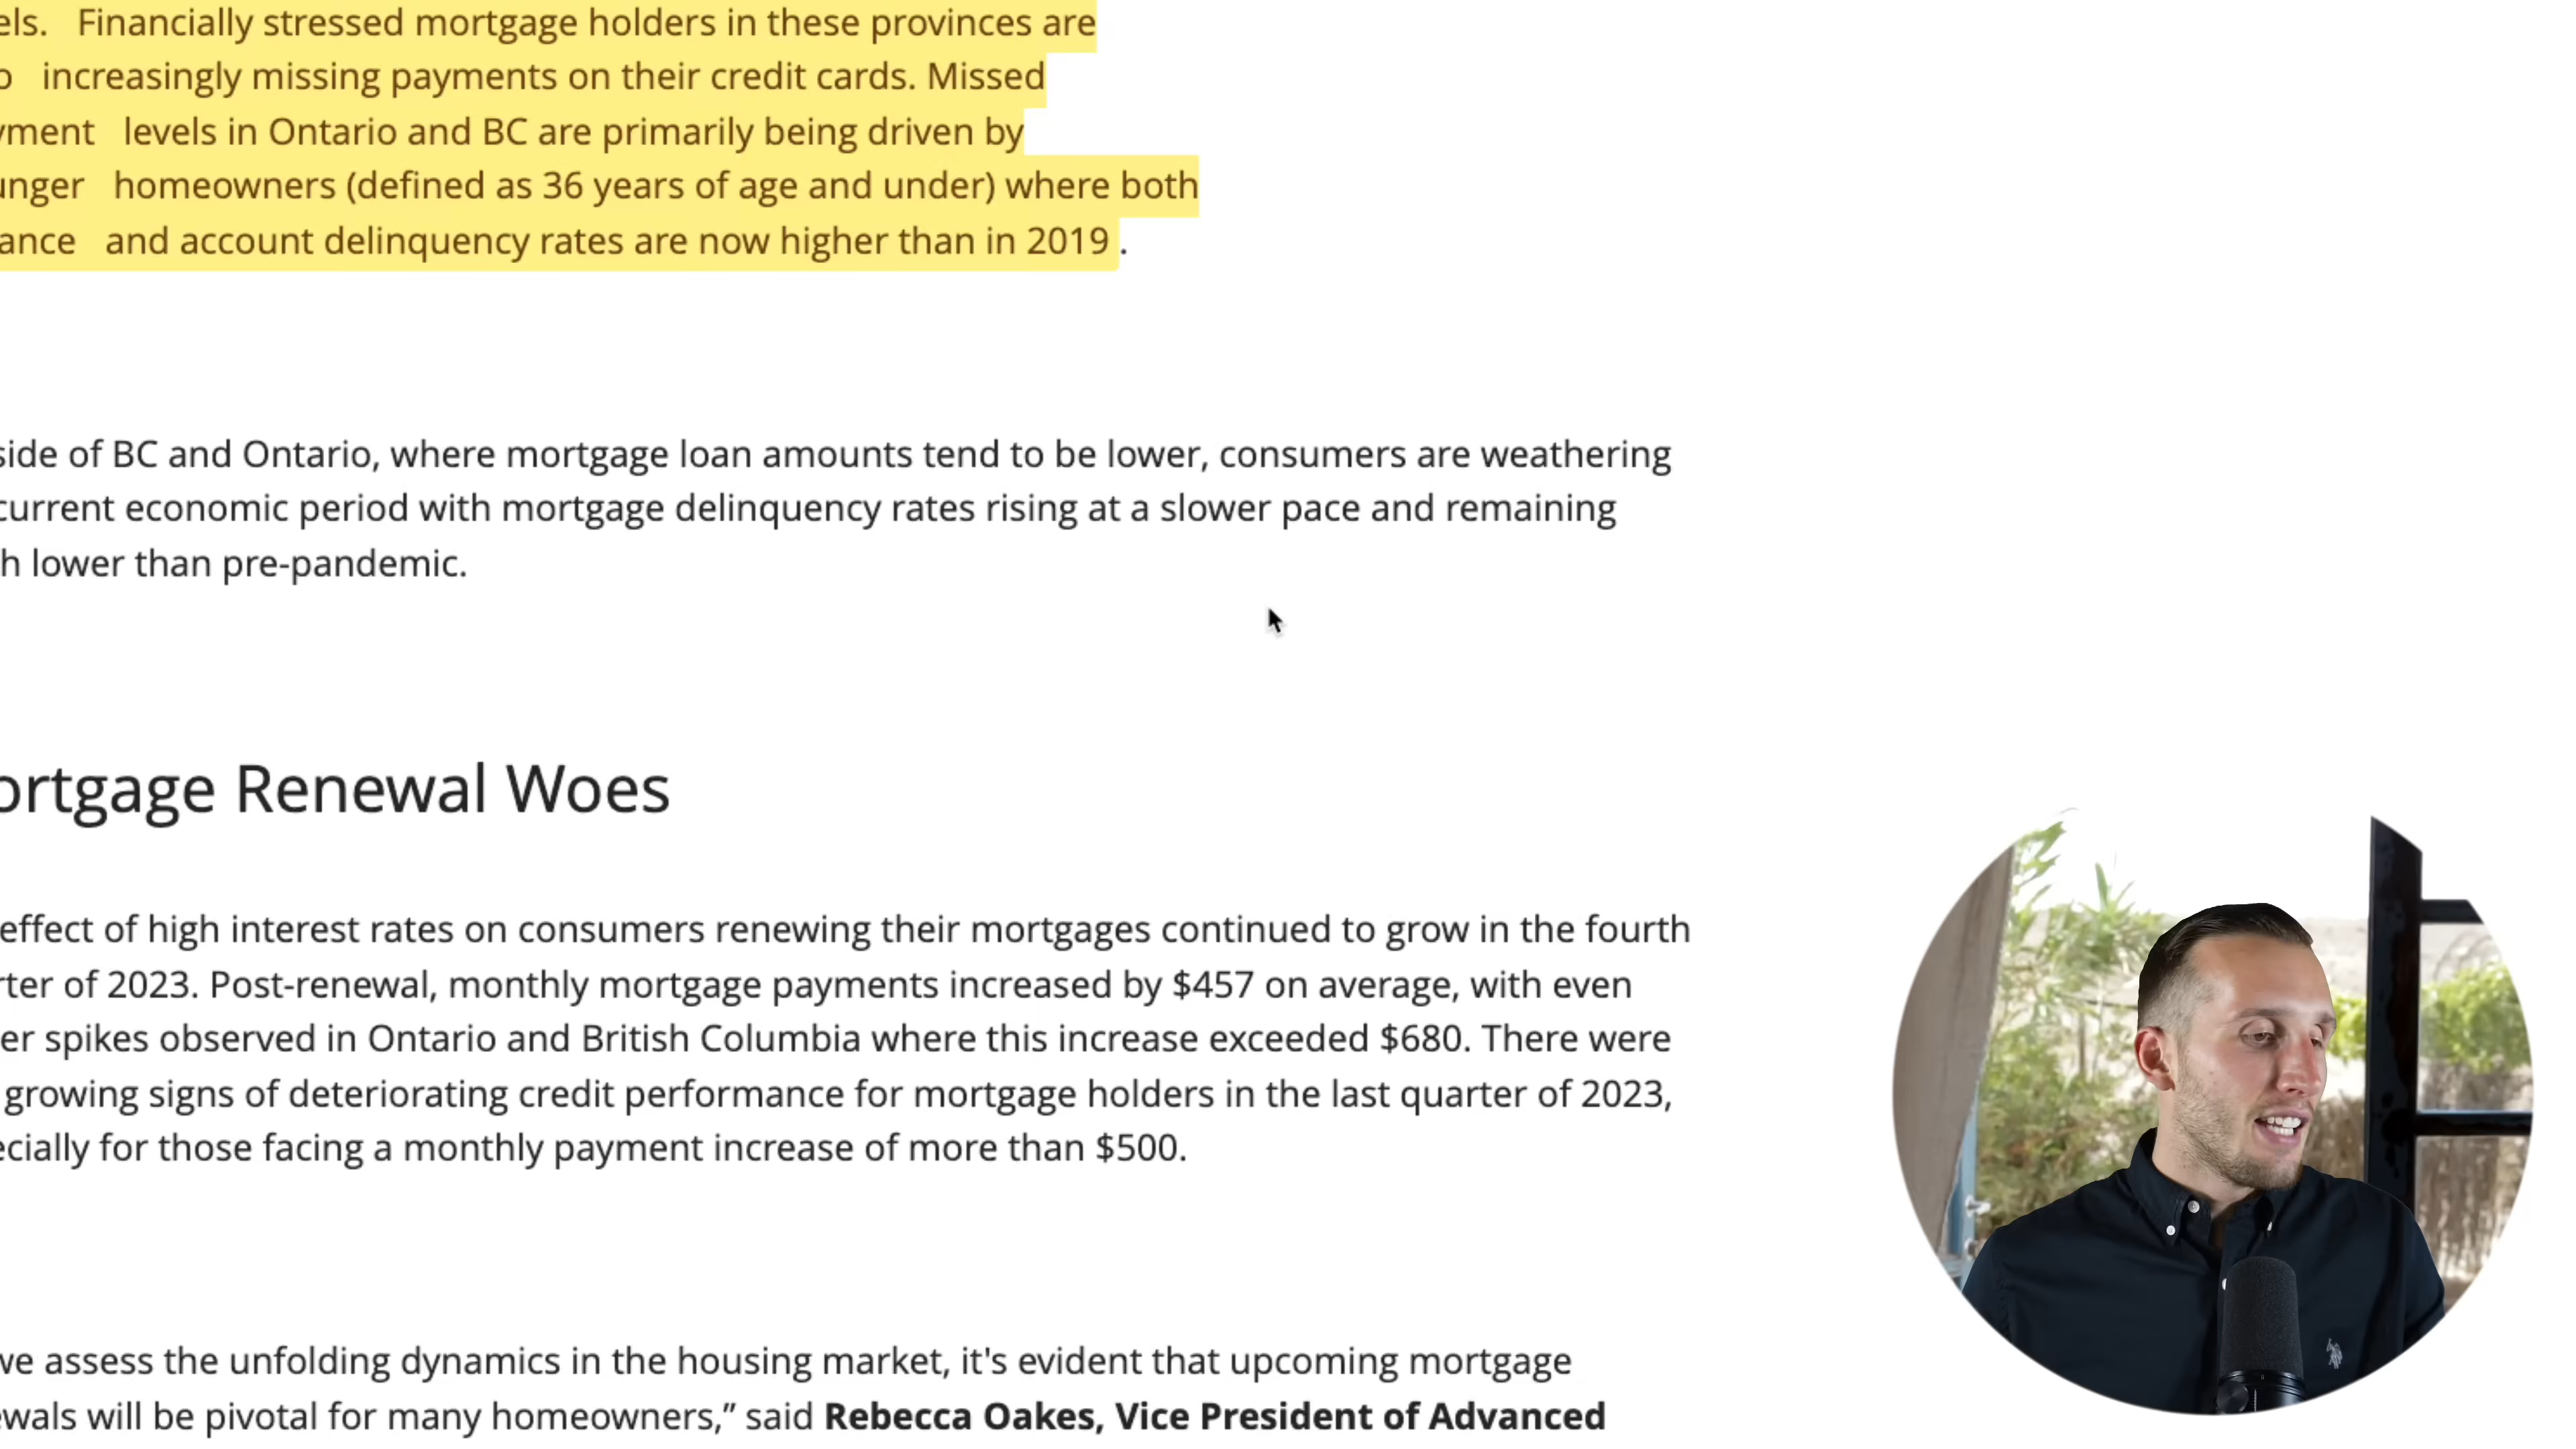 els. Financially stressed mortgage holders in these provinces are
o increasingly missing payments on their credit cards. Missed
yment levels in Ontario and BC are primarily being driven by
unger homeowners (defined as 36 years of age and under) where both
ance and account delinquency rates are now higher than in 2019 .
side of BC and Ontario, where mortgage loan amounts tend to be lower, consumers are weathering
current economic period with mortgage delinquency rates rising at a slower pace and remaining
h lower than pre-pandemic.
ortgage Renewal Woes
effect of high interest rates on consumers renewing their mortgages continued to grow in the fourth
rter of 2023. Post-renewal, monthly mortgage payments increased by $457 on average, with even
er spikes observed in Ontario and British Columbia where this increase exceeded $680. There were
growing signs of deteriorating credit performance for mortgage holders in the last quarter of 2023,
ecially for those facing a monthly payment increase of more than $500.
we assess the unfolding dynamics in the housing market, it's evident that upcoming mortgage
ewals will be pivotal for many homeowners,” said Rebecca Oakes, Vice President of Advanced